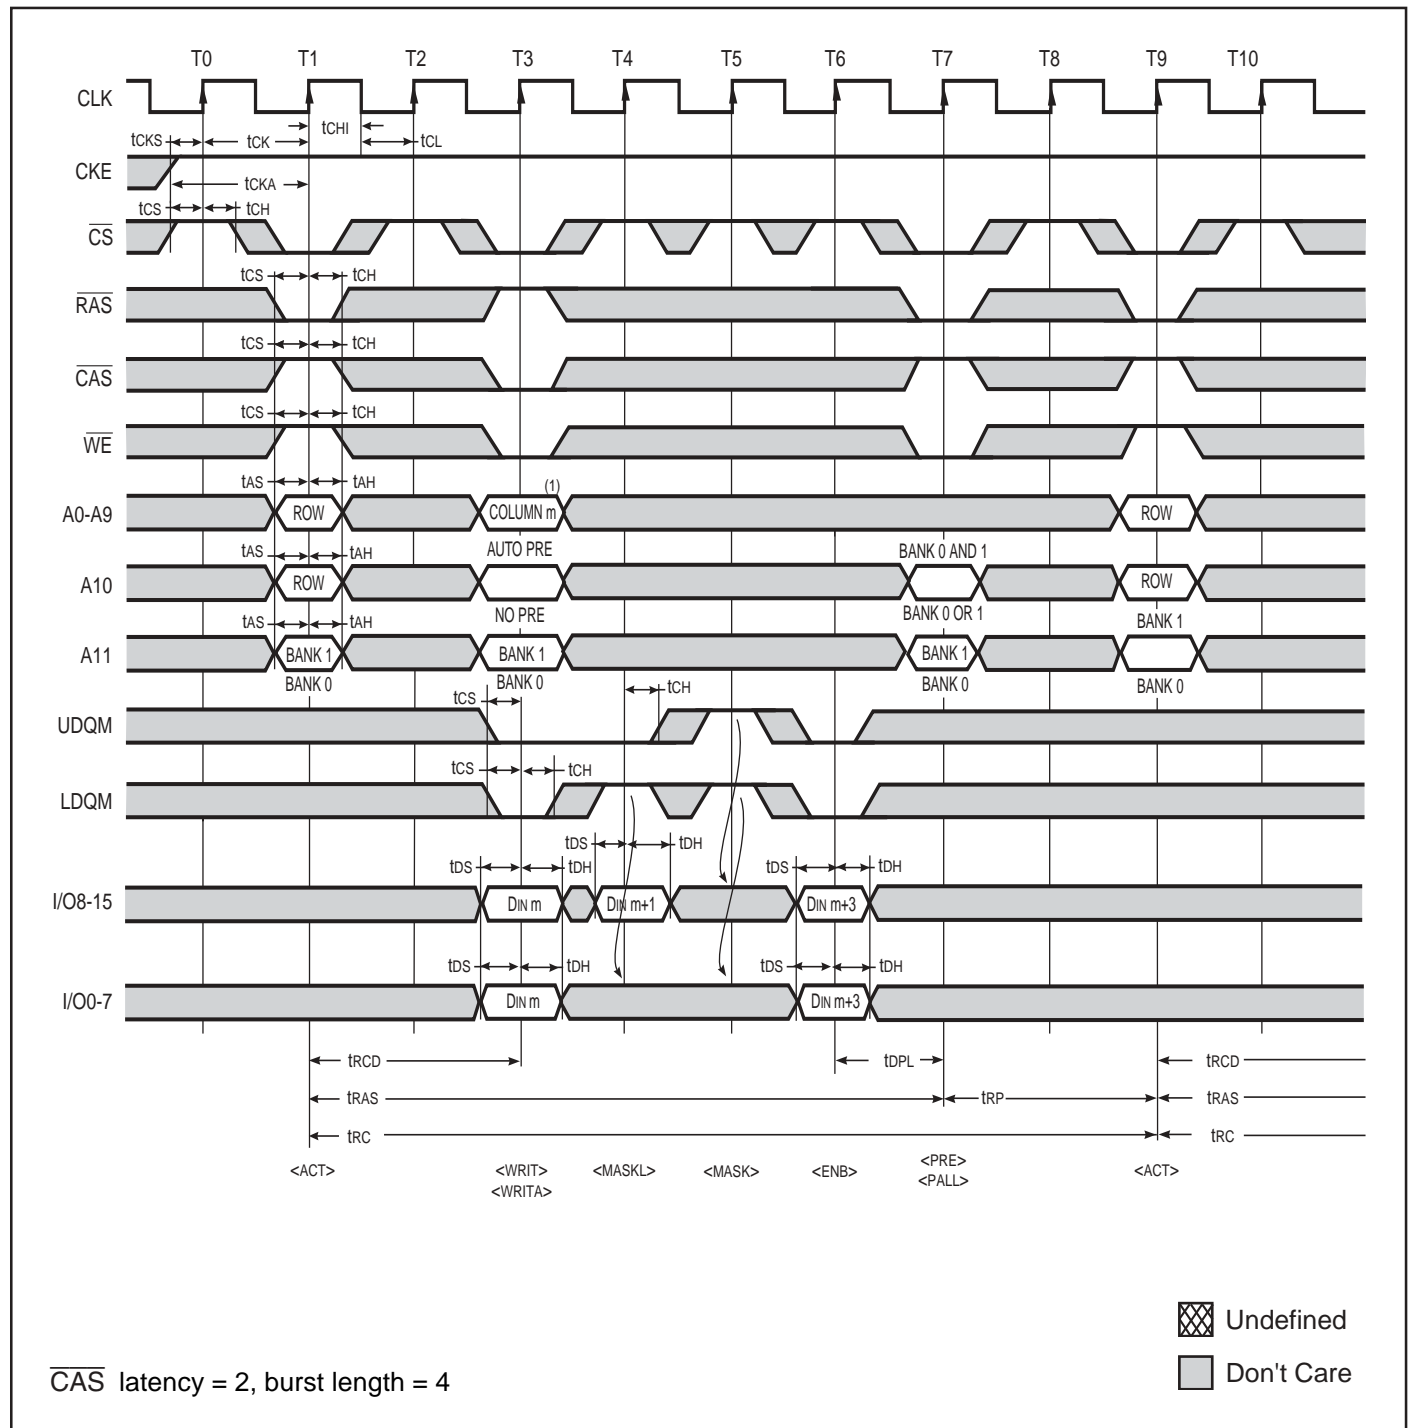 T0 T1 T2 T3 T4 T5 T6 T7 T8 T9 T10
CLK
tCHI
tCKS tCK tCL
CKE
tCKA
tCS tCH
CS
tCS tCH
RAS
tCS tCH
CAS
tCS tCH
WE
tAS tAH
(1)
A0-A9 ROW COLUMN m ROW
tAS tAH AUTO PRE BANK 0 AND 1
A10 ROW ROW
NO PRE BANK 0 OR 1 BANK 1
tAS tAH
A11 BANK 1 BANK 1 BANK 1
BANK 0 BANK 0 BANK 0 BANK 0
tCS tCH
UDQM
tCS tCH
LDQM
tDS tDH
tDS tDH tDS tDH
I/O8-15 DIN m DIN m+1 DIN m+3
tDS tDH tDS tDH
I/O0-7 DIN m DIN m+3
tRCD tDPL tRCD
tRAS tRP tRAS
tRC tRC
<ACT> <WRIT> <MASKL> <MASK> <ENB> <PRE> <ACT>
<WRITA> <PALL>
Undefined
Don't Care
CAS latency = 2, burst length = 4